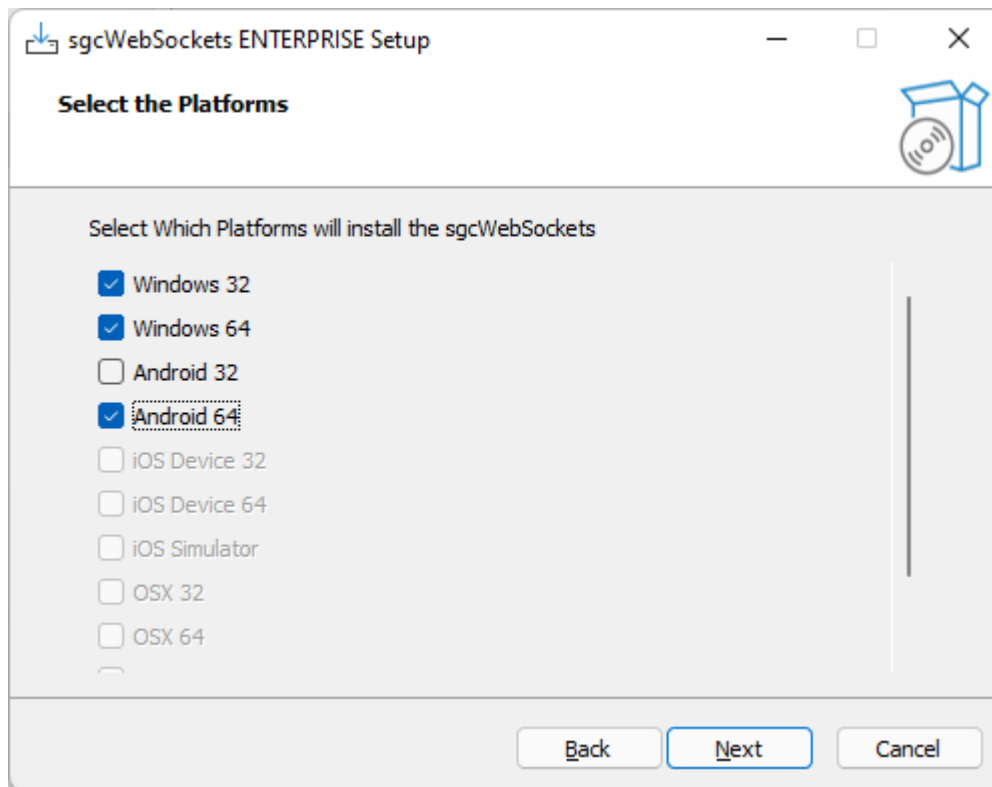 sgcWebSockets ENTERPRISE Setup
Select the Platforms
Select Which Platforms will install the sgcWebSockets
Windows 32
Windows 64
Android 32
Android 64
iOS Device 32
iOS Device 64
iOS Simulator
OSX 32
OSX 64
Back Next Cancel